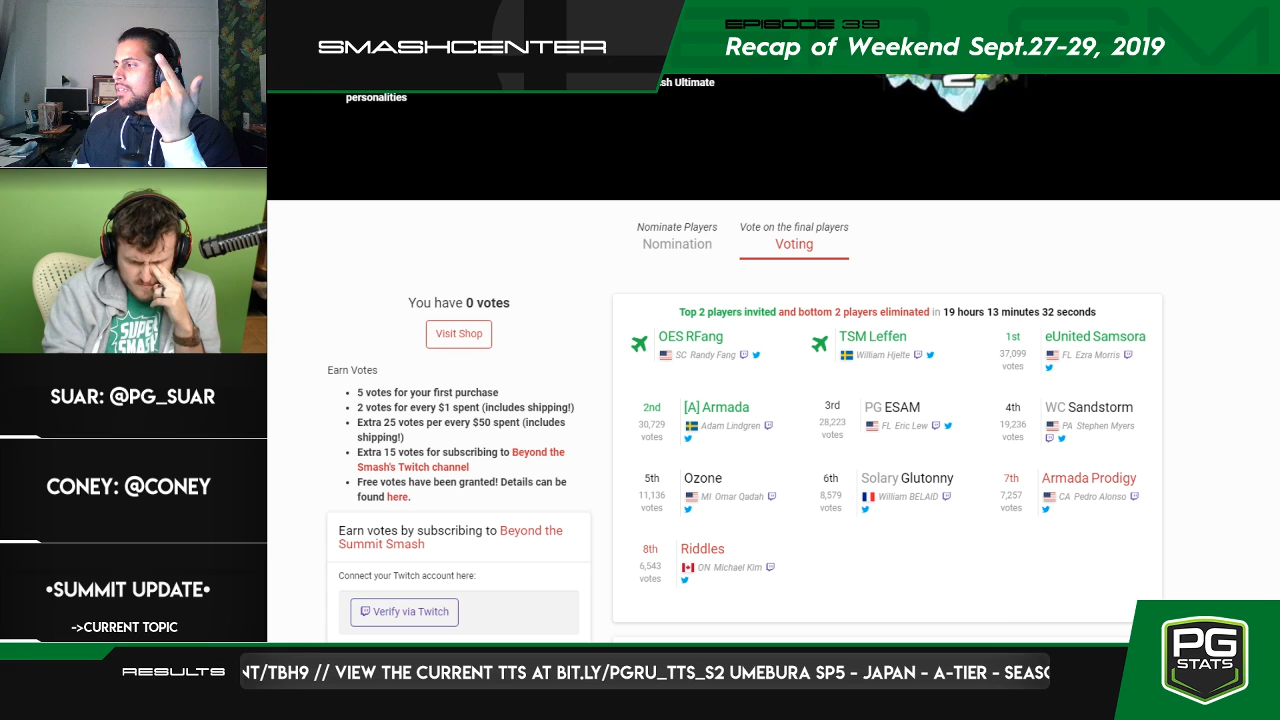 SMASHCENTER
EPISODE 39
Recap of Weekend Sept.27-29, 2019
sh Ultimate
personalities
Nominate Players
Nomination
Vote on the final players
Voting
You have 0 votes
Visit Shop
Earn Votes
5 votes for your first purchase
2 votes for every $1 spent (includes shipping!)
Extra 25 votes per every $50 spent (includes
shipping!)
Extra 15 votes for subscribing to Beyond the
Smash's Twitch channel
Free votes have been granted! Details can be
found here.
Earn votes by subscribing to Beyond the
Summit Smash
Connect your Twitch account here:
Verify via Twitch
Top 2 players invited and bottom 2 players eliminated in 19 hours 13 minutes 32 seconds
OES RFang
SC Randy Fang
TSM Leffen
William Hjelte
1st
37,099
votes
eUnited Samsora
FL Ezra Morris
2nd
30,729
votes
[A] Armada
Adam Lindgren
3rd
28,223
votes
PG ESAM
FL Eric Lew
4th
19,236
votes
WC Sandstorm
PA Stephen Myers
5th
11,136
votes
Ozone
MI Omar Qadah
6th
8,579
votes
Solary Glutonny
William BELAID
7th
7,257
votes
Armada Prodigy
CA Pedro Alonso
8th
6,543
votes
Riddles
ON Michael Kim
SUPER
SMASH
SUAR: @PG_SUAR
CONEY: @CONEY
•SUMMIT UPDATE•
->CURRENT TOPIC
RESULTS
NT/TBH9 // VIEW THE CURRENT TTS AT BIT.LY/PGRU_TTS_S2 UMEBURA SP5 - JAPAN - A-TIER - SEASO
PG
STATS